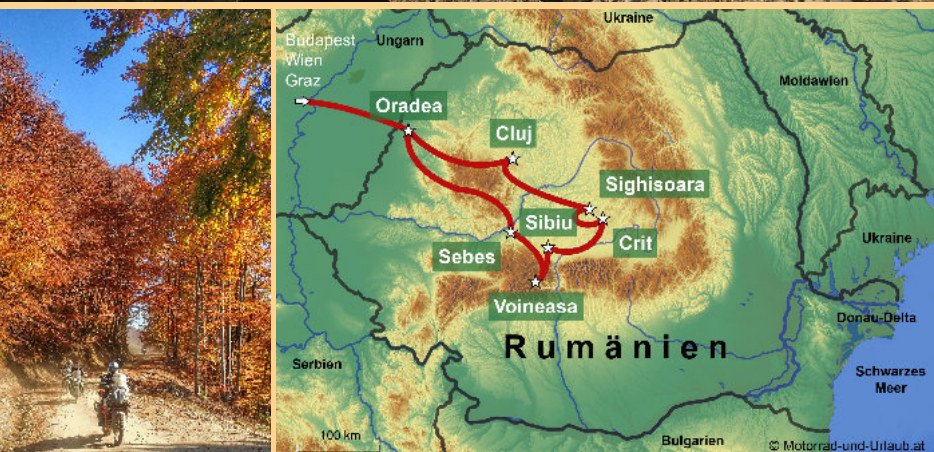 Ukraine
Budapest
Wien
Graz
Ungarn
Moldawien
Oradea
Cluj
Sighisoara
Sibiu
Crit
Ukraine
Sebes
Voineasa
Donau-Delta
Rumänien
Serbien
Schwarzes
Meer
100 km
Bulgarien
© Motorrad-und-Urlaub.at